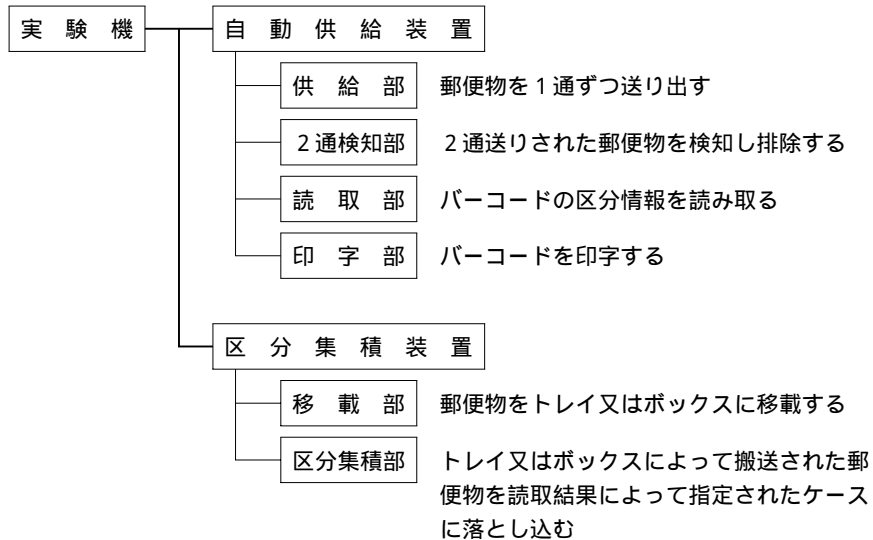 実験機
自動供給装置
供給部 郵便物を1通ずつ送り出す
2通検知部 2通送りされた郵便物を検知し排除する
読取部 バーコードの区分情報を読み取る
印字部 バーコードを印字する
区分集積装置
移載部 郵便物をトレイ又はボックスに移載する
区分集積部 トレイ又はボックスによって搬送された郵
便物を読取結果によって指定されたケース
に落とし込む